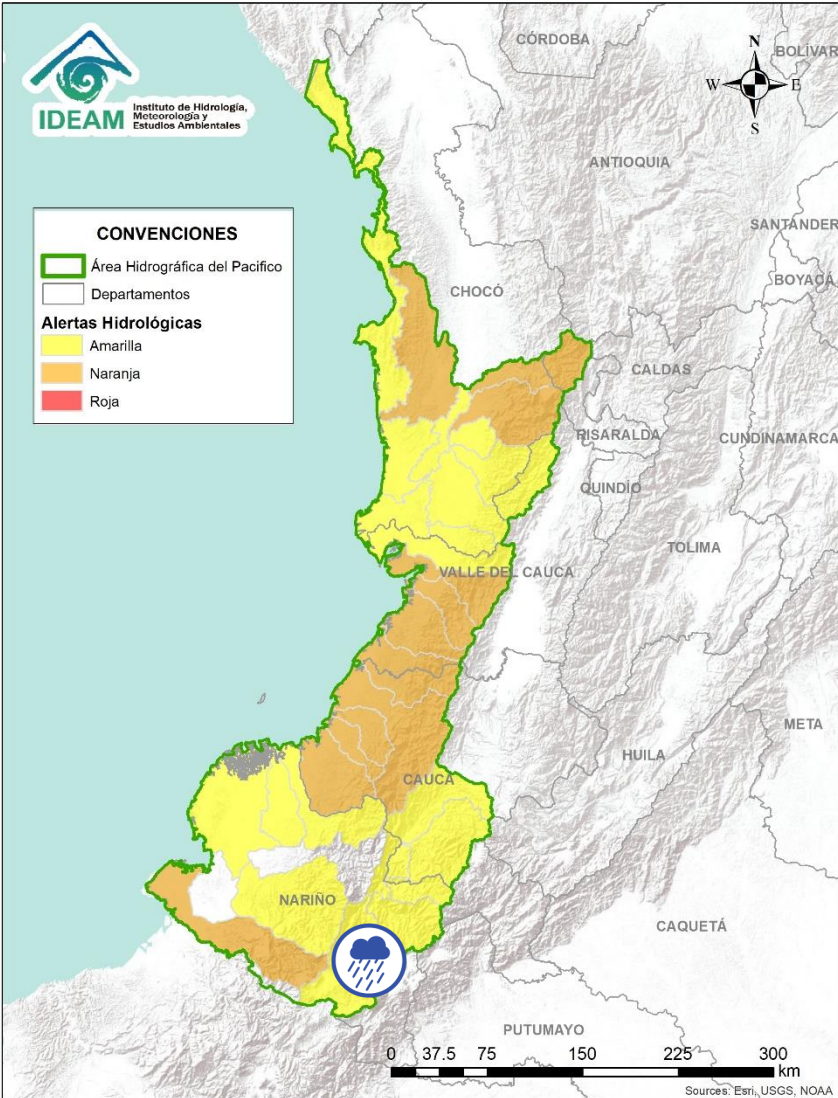 IDEAM
Instituto de Hidrología,
Meteorología y
Estudios Ambientales
N
W E
S
CÓRDOBA
BOLÍVAR
ANTIOQUIA
SANTANDER
BOYACÁ
CHOCÓ
CALDAS
RISARALDA
CUNDINAMARCA
QUINDÍO
TOLIMA
VALLE DEL CAUCA
META
HUILA
CAUCA
NARIÑO
CAQUETÁ
PUTUMAYO
CONVENCIONES
Área Hidrográfica del Pacifico
Departamentos
Alertas Hidrológicas
Amarilla
Naranja
Roja
0 37.5 75 150 225 300
km
Sources: Esri, USGS, NOAA